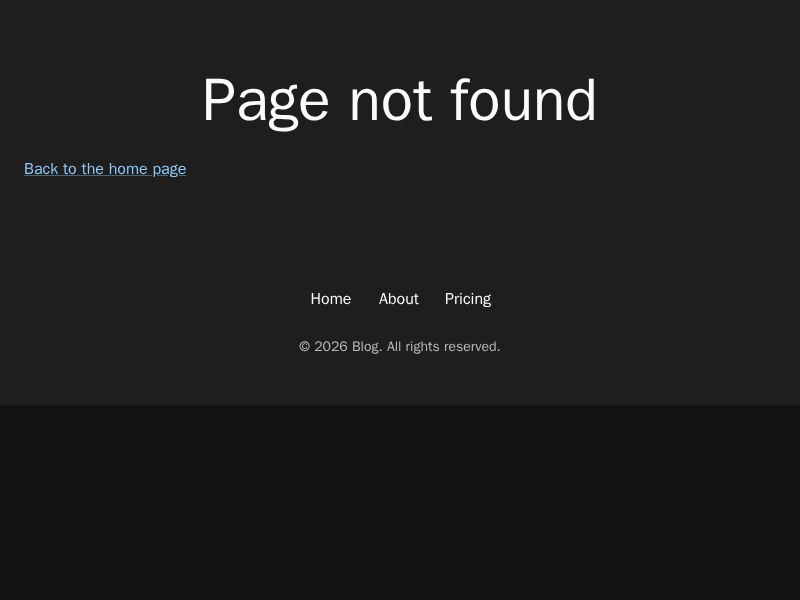 Page not found
Back to the home page
Home About Pricing
© 2026 Blog. All rights reserved.